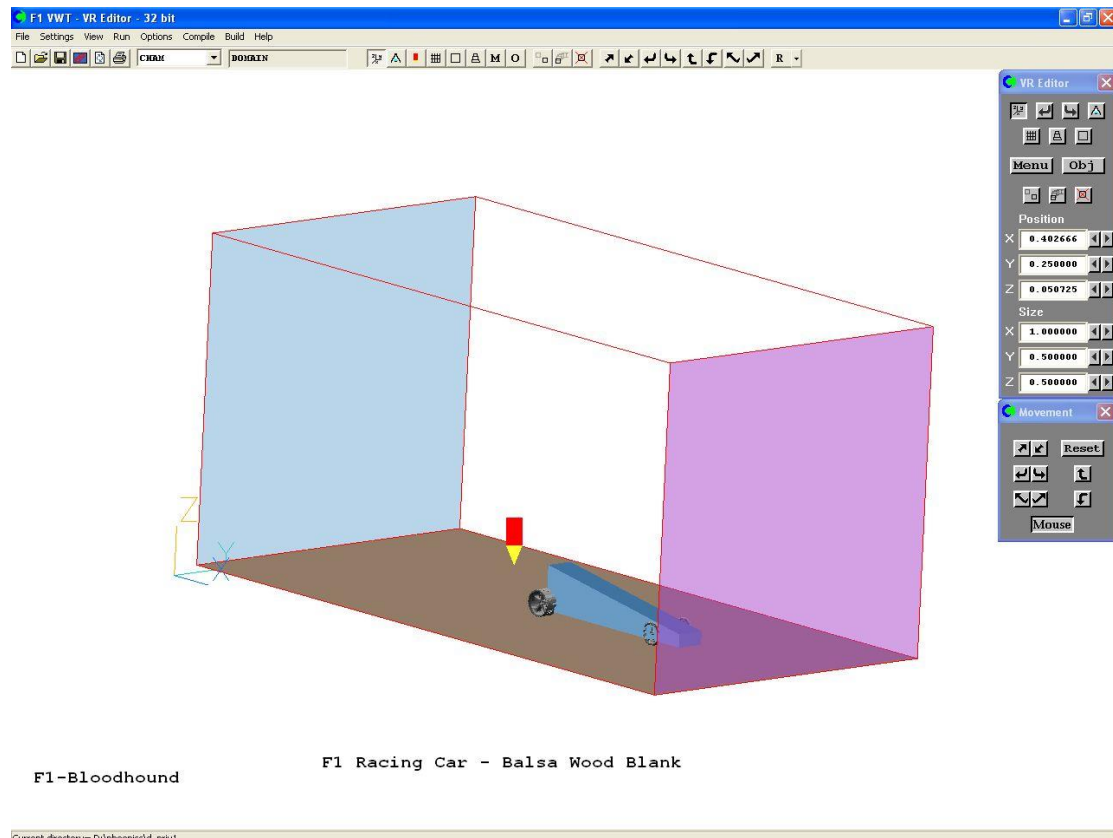 F1 VWT - VR Editor - 32 bit
File Settings View Run Options Compile Build Help
CHAM DOMAIN M O R
VR Editor
Menu Obj
Position
X 0.402666
Y 0.250000
Z 0.050725
Size
X 1.000000
Y 0.500000
Z 0.500000
Movement
Reset
Mouse
Z
Y
X
F1 Racing Car - Balsa Wood Blank
F1-Bloodhound